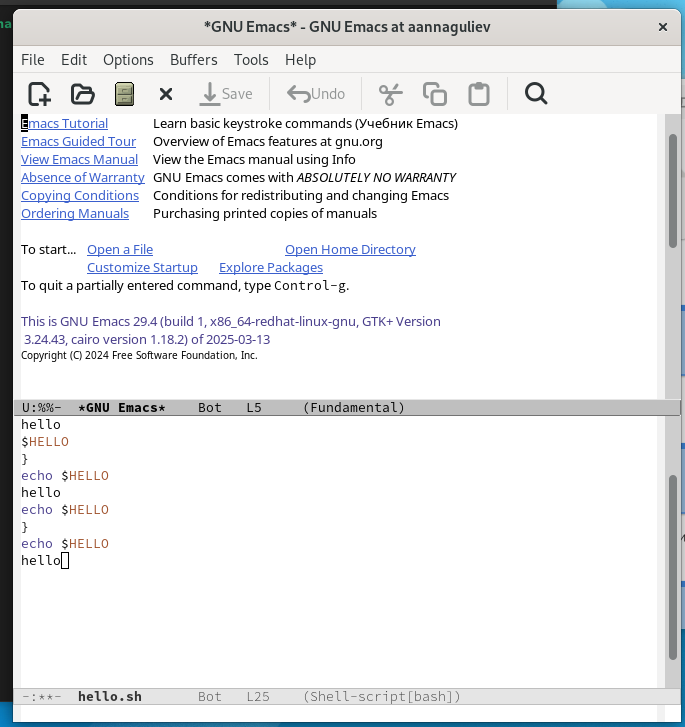 na
*GNU Emacs* - GNU Emacs at aannaguliev
File Edit Options Buffers Tools Help
Save Undo
Emacs Tutorial Learn basic keystroke commands (Учебник Emacs)
Emacs Guided Tour Overview of Emacs features at gnu.org
View Emacs Manual View the Emacs manual using Info
Absence of Warranty GNU Emacs comes with ABSOLUTELY NO WARRANTY
Copying Conditions Conditions for redistributing and changing Emacs
Ordering Manuals Purchasing printed copies of manuals
To start... Open a File Open Home Directory
Customize Startup Explore Packages
To quit a partially entered command, type Control-g.
This is GNU Emacs 29.4 (build 1, x86_64-redhat-linux-gnu, GTK+ Version
3.24.43, cairo version 1.18.2) of 2025-03-13
Copyright (C) 2024 Free Software Foundation, Inc.
U:%%- *GNU Emacs* Bot L5 (Fundamental)
hello
$HELLO
}
echo $HELLO
hello
echo $HELLO
}
echo $HELLO
hello
-:**- hello.sh Bot L25 (Shell-script[bash])